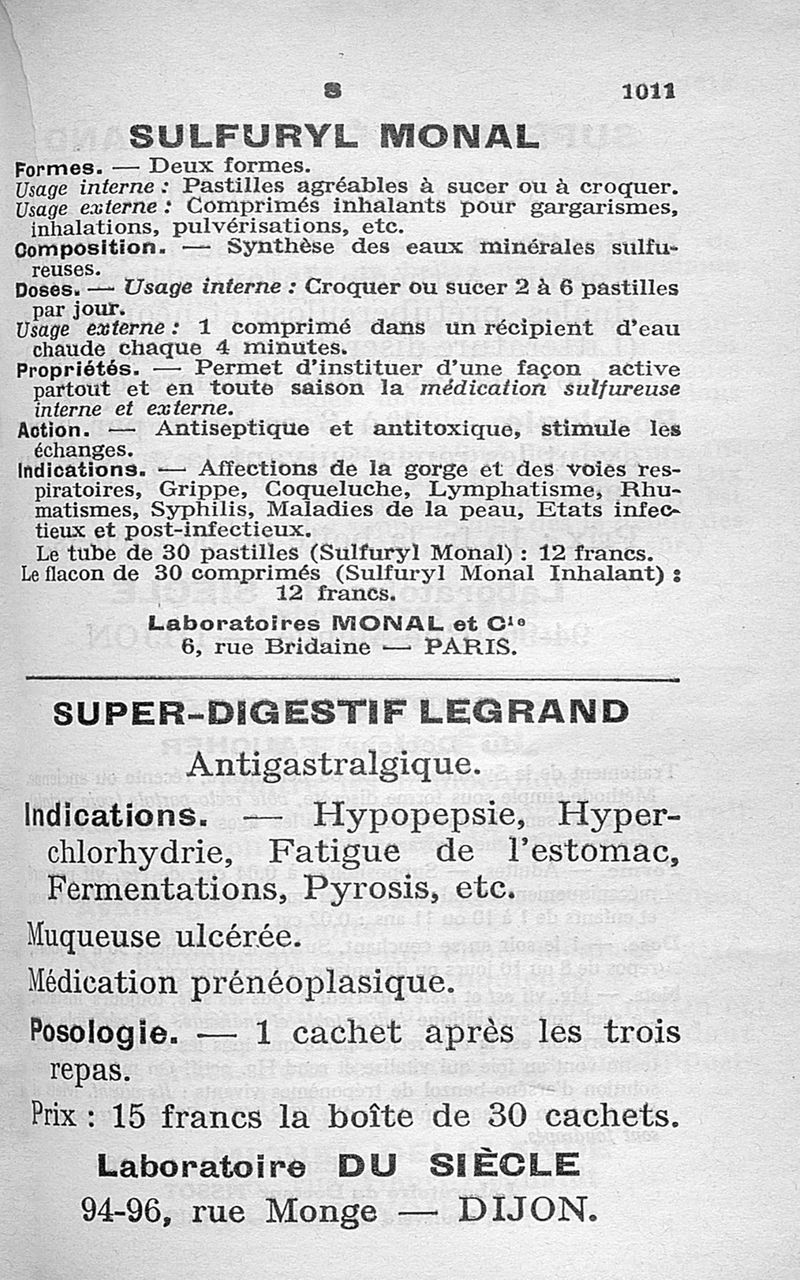 S 1011
SULFURYL MONAL
Formes. — Deux formes.
Usage interne : Pastilles agréables à sucer ou à croquer.
Usage externe : Comprimés inhalants pour gargarismes,
inhalations, pulvérisations, etc.
Composition. — Synthèse des eaux minérales sulfu-
reuses.
Doses. — Usage interne : Croquer ou sucer 2 à 6 pastilles
par jour.
Usage externe : 1 comprimé dans un récipient d'eau
chaude chaque 4 minutes.
Propriétés. — Permet d'instituer d'une façon active
partout et en toute saison la médication sulfureuse
interne et externe.
Action. — Antiseptique et antitoxique, stimule les
échanges.
Indications. — Affections de la gorge et des voies res-
piratoires, Grippe, Coqueluche, Lymphatisme, Rhu-
matismes, Syphilis, Maladies de la peau, Etats infec-
tieux et post-infectieux.
Le tube de 30 pastilles (Sulfuryl Monal) : 12 francs.
Le flacon de 30 comprimés (Sulfuryl Monal Inhalant) :
12 francs.
Laboratoires MONAL et Cie
6, rue Bridaine — PARIS.
SUPER-DIGESTIF LEGRAND
Antigastralgique.
Indications. — Hypopepsie, Hyper-
chlorhydrie, Fatigue de l'estomac,
Fermentations, Pyrosis, etc.
Muqueuse ulcérée.
Médication prénéoplasique.
Posologie. — 1 cachet après les trois
repas.
Prix : 15 francs la boîte de 30 cachets.
Laboratoire DU SIÈCLE
94-96, rue Monge — DIJON.